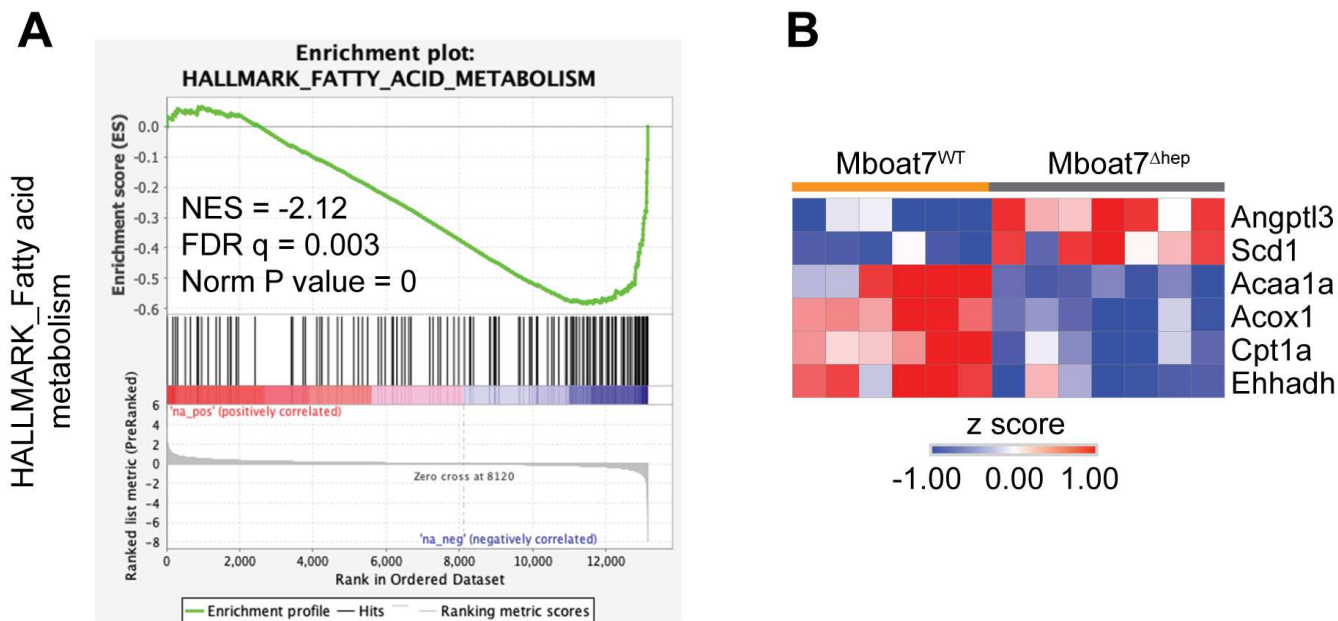 A
Enrichment plot:
HALLMARK_FATTY_ACID_METABOLISM
HALLMARK_Fatty acid
metabolism
Enrichment score (ES)
0.0
-0.1
-0.2
-0.3
-0.4
-0.5
-0.6
NES = -2.12
FDR q = 0.003
Norm P value = 0
Ranked list metric (PreRanked)
6
4
2
0
-2
-4
-6
-8
'na_pos' (positively correlated)
Zero cross at 8120
'na_neg' (negatively correlated)
0 2,000 4,000 6,000 8,000 10,000 12,000
Rank in Ordered Dataset
Enrichment profile Hits Ranking metric scores
B
Mboat7WT Mboat7Δhep
Angptl3
Scd1
Acaa1a
Acox1
Cpt1a
Ehhadh
z score
-1.00 0.00 1.00